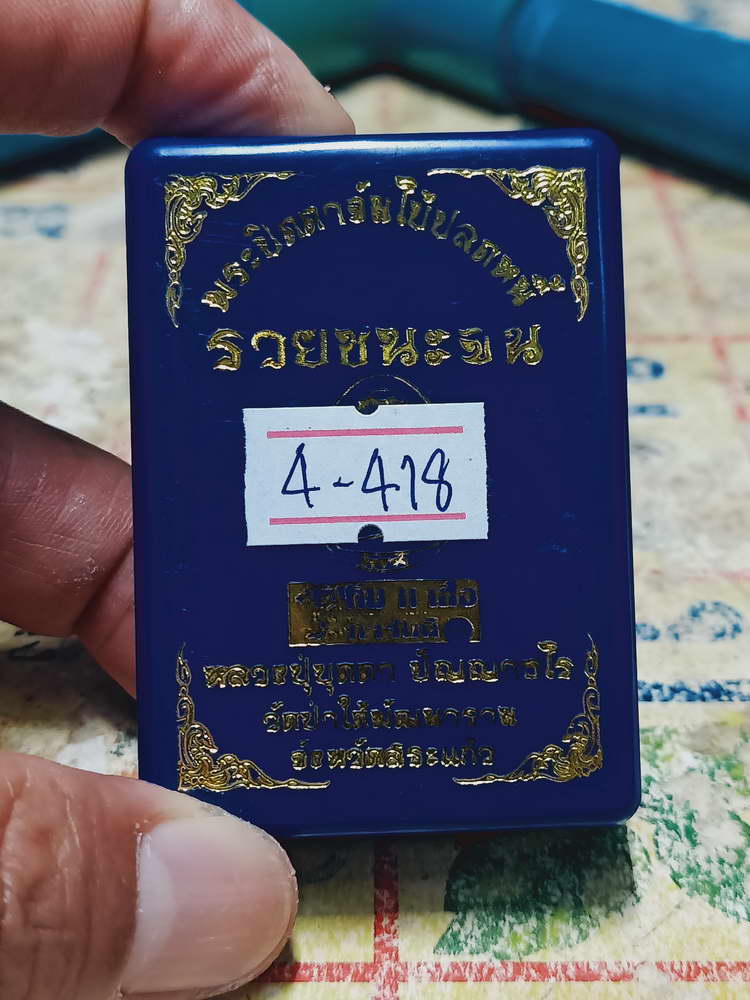 พระปิดตาจัมโบ้ปลดหนี้
รวยชนะจน
4-418
หลวงปู่บุดดา ปัญญาธโร
วัดป่าใต้พัฒนาราม
จังหวัดสระแก้ว